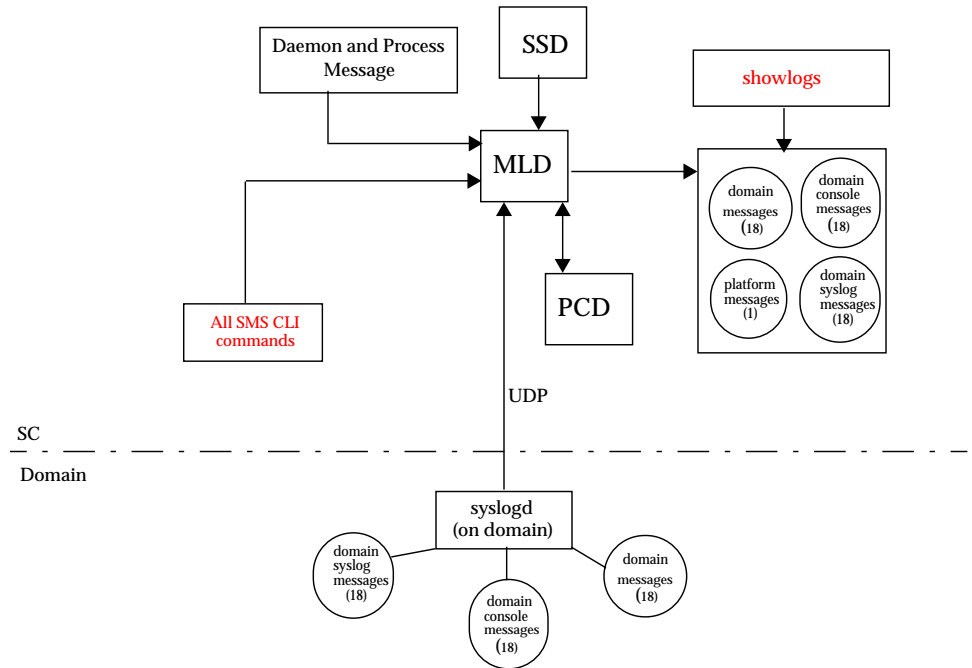 Daemon and Process
Message
SSD
showlogs
MLD
domain
messages
(18)
domain
console
messages
(18)
platform
messages
(1)
domain
syslog
messages
(18)
PCD
All SMS CLI
commands
UDP
SC
Domain
syslogd
(on domain)
domain
syslog
messages
(18)
domain
console
messages
(18)
domain
messages
(18)